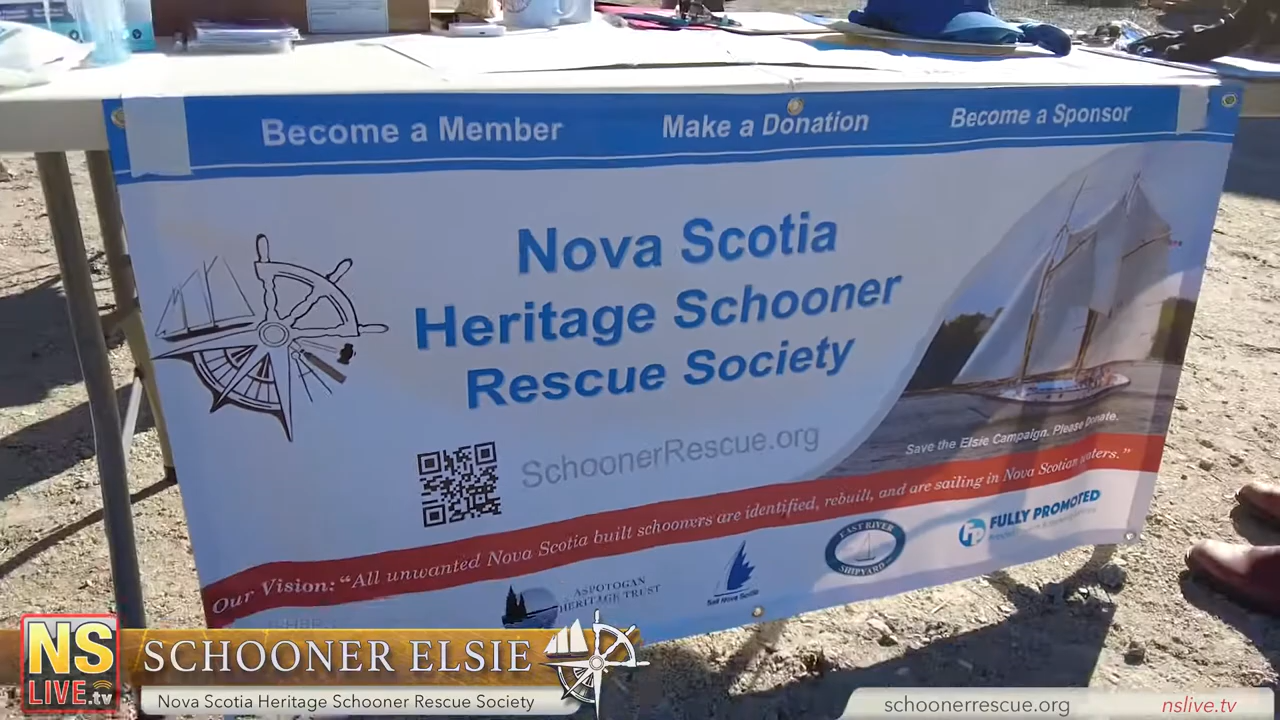 Become a Member
Make a Donation
Become a Sponsor
Nova Scotia
Heritage Schooner
Rescue Society
SchoonerRescue.org
Save the Elsie Campaign. Please Donate.
Our Vision: “All unwanted Nova Scotia built schooners are identified, rebuilt, and are sailing in Nova Scotian waters.”
ASPOTOGAN
HERITAGE TRUST
Sail Nova Scotia
EAST RIVER
SHIPYARD
fp
FULLY PROMOTED
NS
LIVE.tv
SCHOONER ELSIE
Nova Scotia Heritage Schooner Rescue Society
schoonerrescue.org
nslive.tv